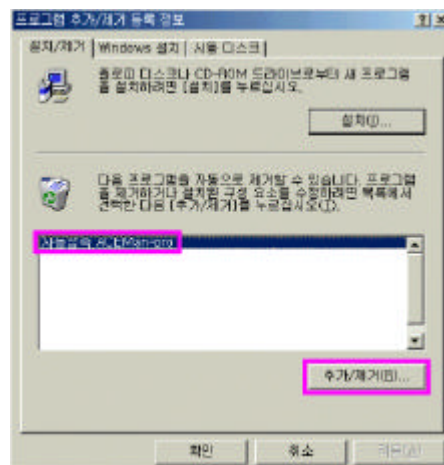 프로그램 추가/제거 등록 정보
설치/제거 Windows 설치 시동 디스크
플로피 디스크나 CD-ROM 드라이브로부터 새 프로그램
을 설치하려면 [설치]를 누르십시오.
설치(I)...
다음 프로그램을 자동으로 제거할 수 있습니다. 프로그램
을 제거하거나 설치된 구성 요소를 수정하려면 목록에서
선택한 다음 [추가/제거]를 누르십시오(T).
추가/제거(R)...
확인
취소